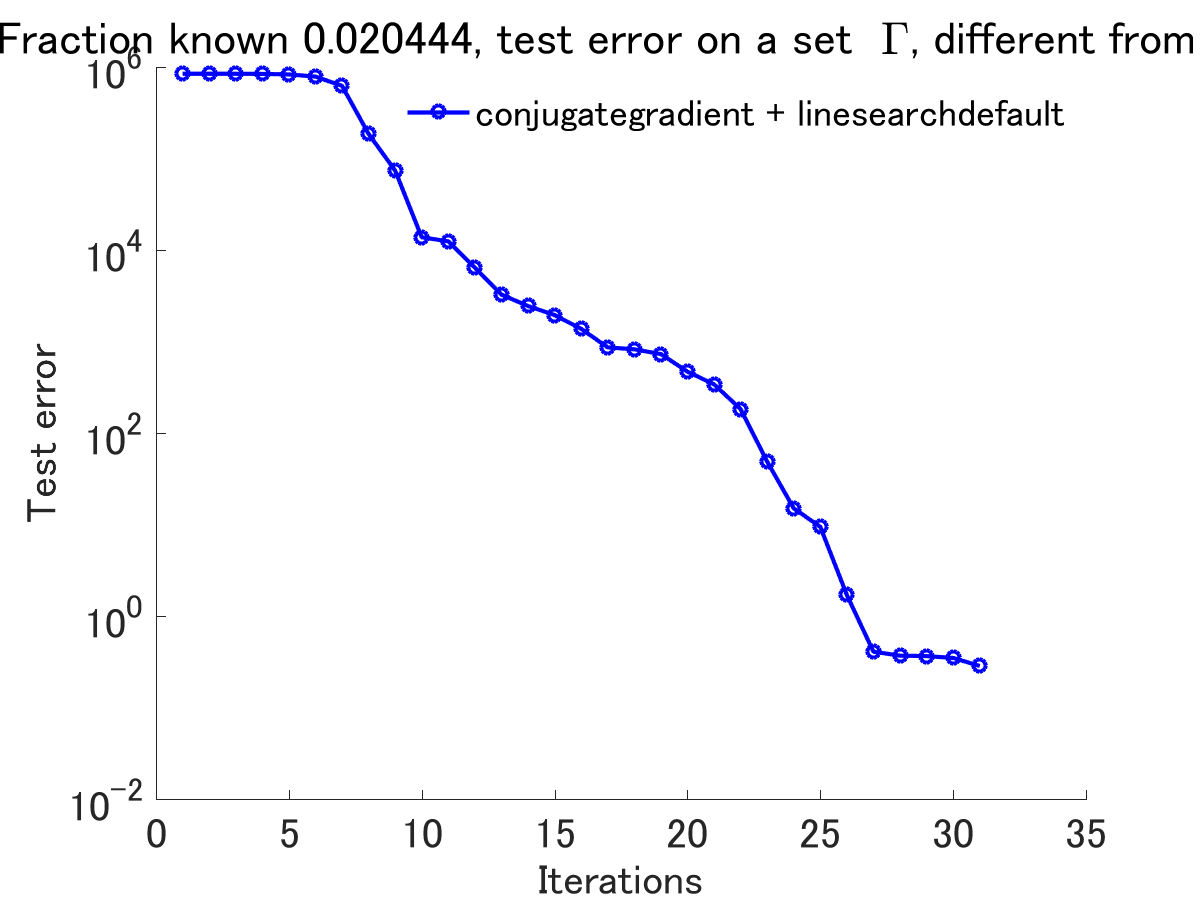 Fraction known 0.020444, test error on a set Γ, different from
10^6
conjugategradient + linesearchdefault
10^4
10^2
10^0
10^-2
Test error
0 5 10 15 20 25 30 35
Iterations